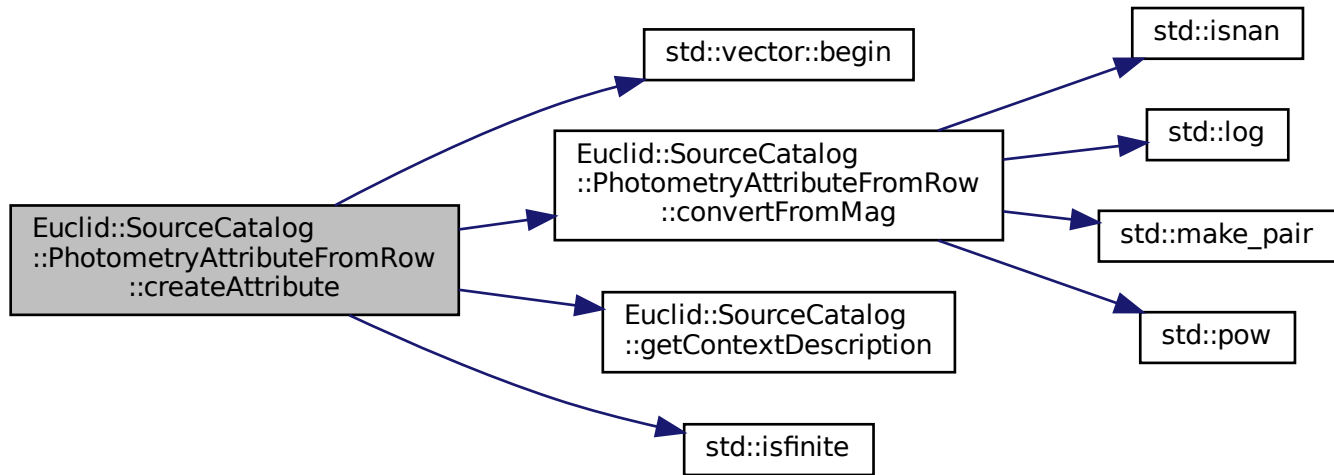 Euclid::SourceCatalog
::PhotometryAttributeFromRow
::createAttribute
std::vector::begin
Euclid::SourceCatalog
::PhotometryAttributeFromRow
::convertFromMag
Euclid::SourceCatalog
::getContextDescription
std::isfinite
std::isnan
std::log
std::make_pair
std::pow